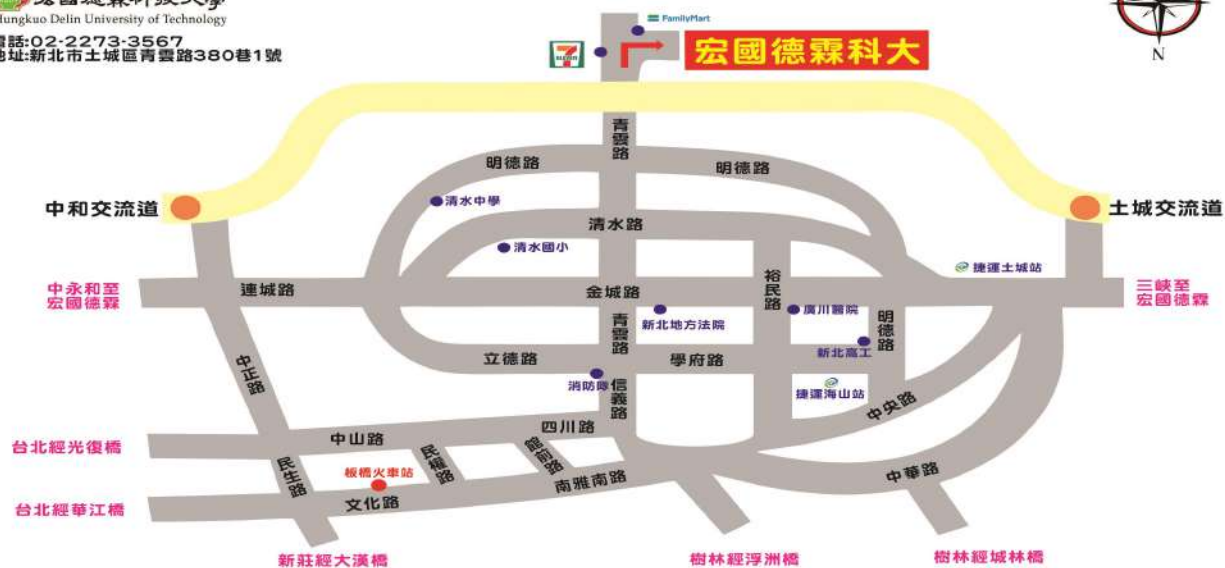 宏國德霖科技大學
Hungkuo Delin University of Technology
電話:02-2273-3567
地址:新北市土城區青雲路380巷1號
FamilyMart
7
ELEVEN
宏國德霖科大
N
青雲路
明德路
明德路
清水中學
中和交流道
土城交流道
清水路
清水國小
捷運土城站
中永和至
宏國德霖
連城路
金城路
裕民路
三峽至
宏國德霖
新北地方法院
廣川醫院
青雲路
明德路
新北高工
立德路
學府路
中正路
消防隊
信義路
捷運海山站
中央路
四川路
台北經光復橋
中山路
民權路
館前路
民生路
板橋火車站
中華路
南雅南路
文化路
台北經華江橋
新莊經大漢橋
樹林經浮洲橋
樹林經城林橋